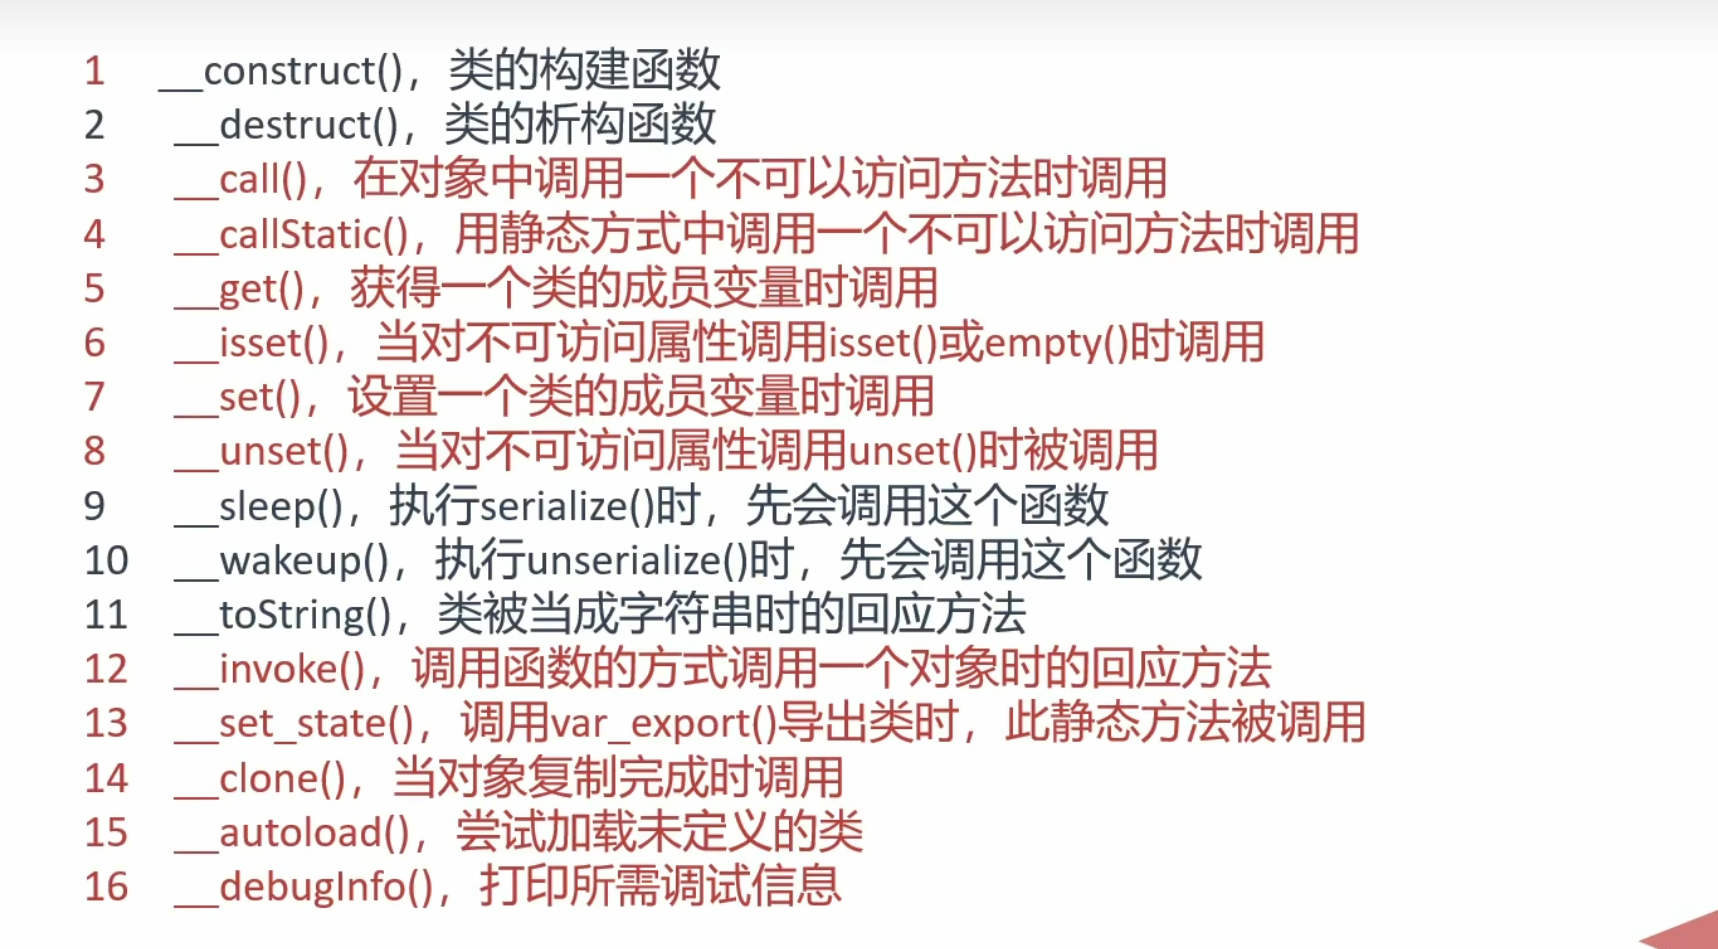 1 __construct()，类的构建函数
2 __destruct()，类的析构函数
3 __call()，在对象中调用一个不可以访问方法时调用
4 __callStatic()，用静态方式中调用一个不可以访问方法时调用
5 __get()，获得一个类的成员变量时调用
6 __isset()，当对不可访问属性调用isset()或empty()时调用
7 __set()，设置一个类的成员变量时调用
8 __unset()，当对不可访问属性调用unset()时被调用
9 __sleep()，执行serialize()时，先会调用这个函数
10 __wakeup()，执行unserialize()时，先会调用这个函数
11 __toString()，类被当成字符串时的回应方法
12 __invoke()，调用函数的方式调用一个对象时的回应方法
13 __set_state()，调用var_export()导出类时，此静态方法被调用
14 __clone()，当对象复制完成时调用
15 __autoload()，尝试加载未定义的类
16 __debugInfo()，打印所需调试信息